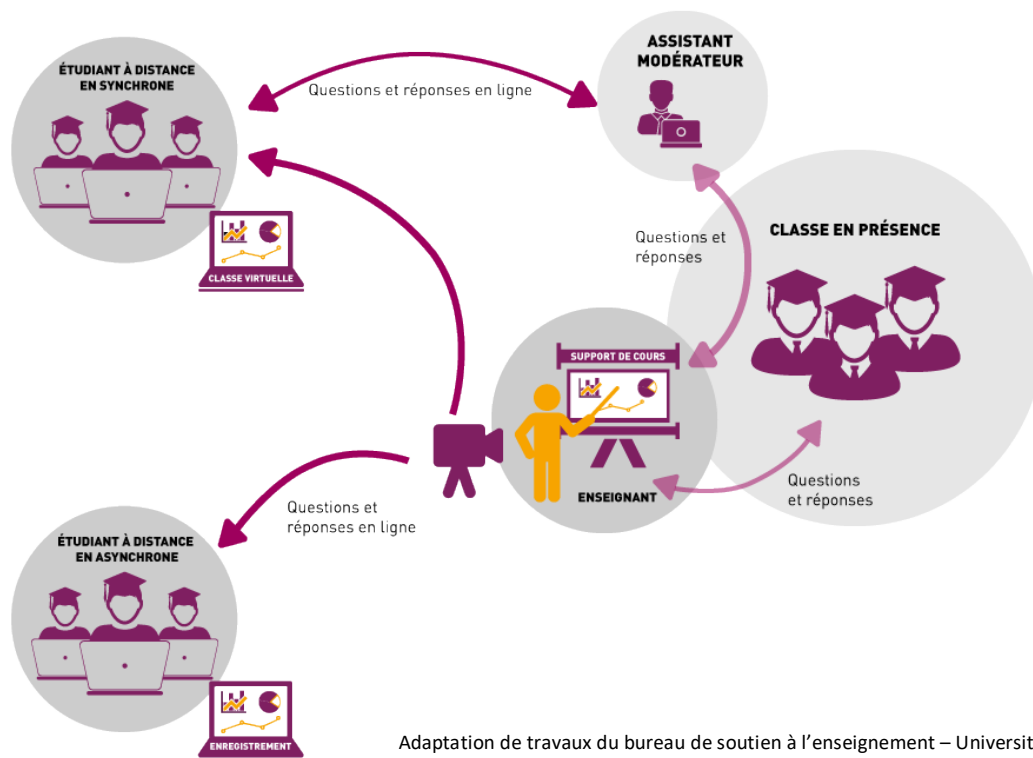 ÉTUDIANT À DISTANCE
EN SYNCHRONE
CLASSE VIRTUELLE
Questions et réponses en ligne
ASSISTANT
MODÉRATEUR
Questions et
réponses
CLASSE EN PRÉSENCE
SUPPORT DE COURS
ENSEIGNANT
Questions
et réponses
Questions et
réponses en ligne
ÉTUDIANT À DISTANCE
EN ASYNCHRONE
ENREGISTREMENT
Adaptation de travaux du bureau de soutien à l’enseignement – Universit